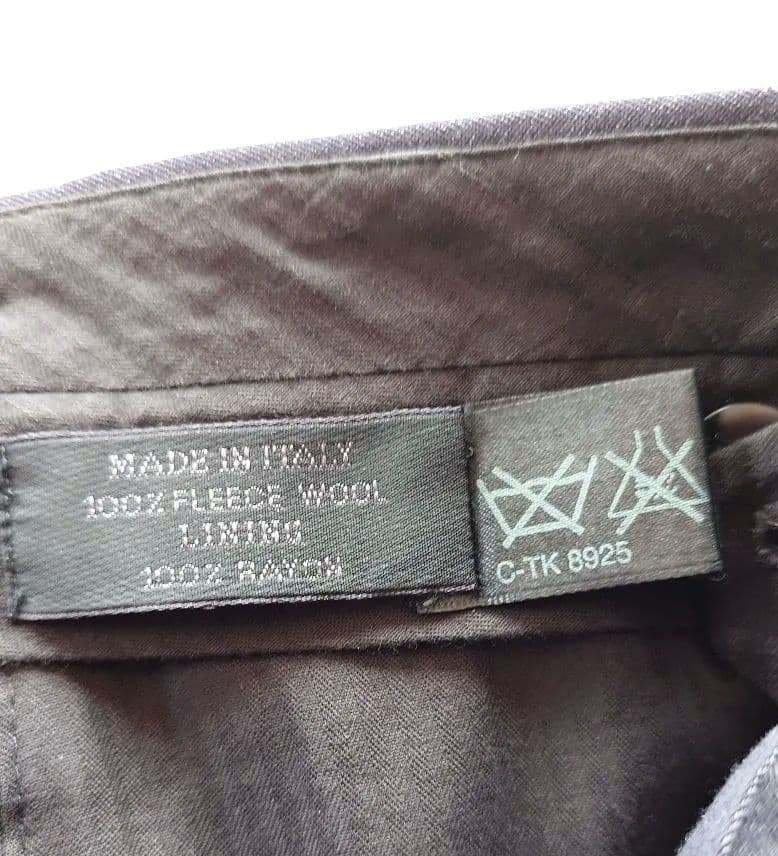 MADE IN ITALY
100% FLEECE WOOL
LINING
100% RAYON
C-TK 8925